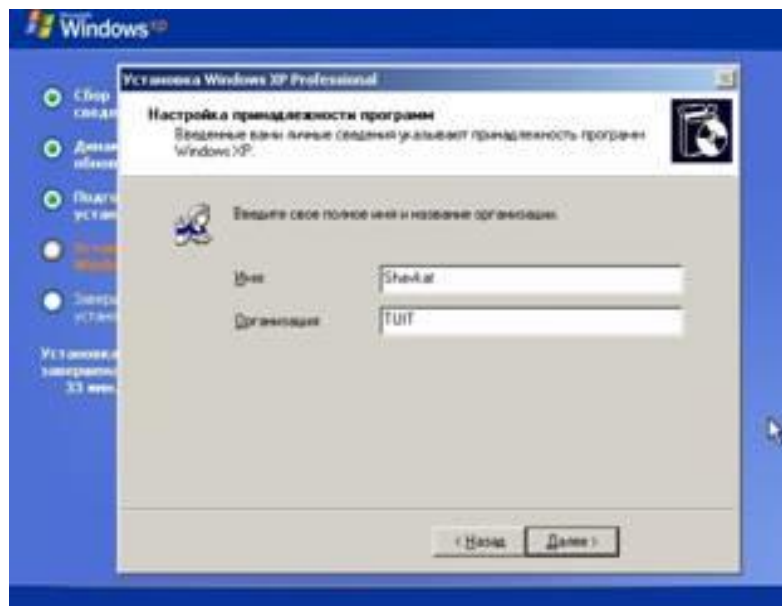 Microsoft
Windows xp
Установка Windows XP Professional
Сбор
Настройка принадлежности программ
Введенные вами личные сведения указывают принадлежность программ
Windows XP.
Введите свое полное имя и название организации.
Имя:
Shavkat
Организация:
TUIT
Установка
33 мин.
< Назад
Далее >